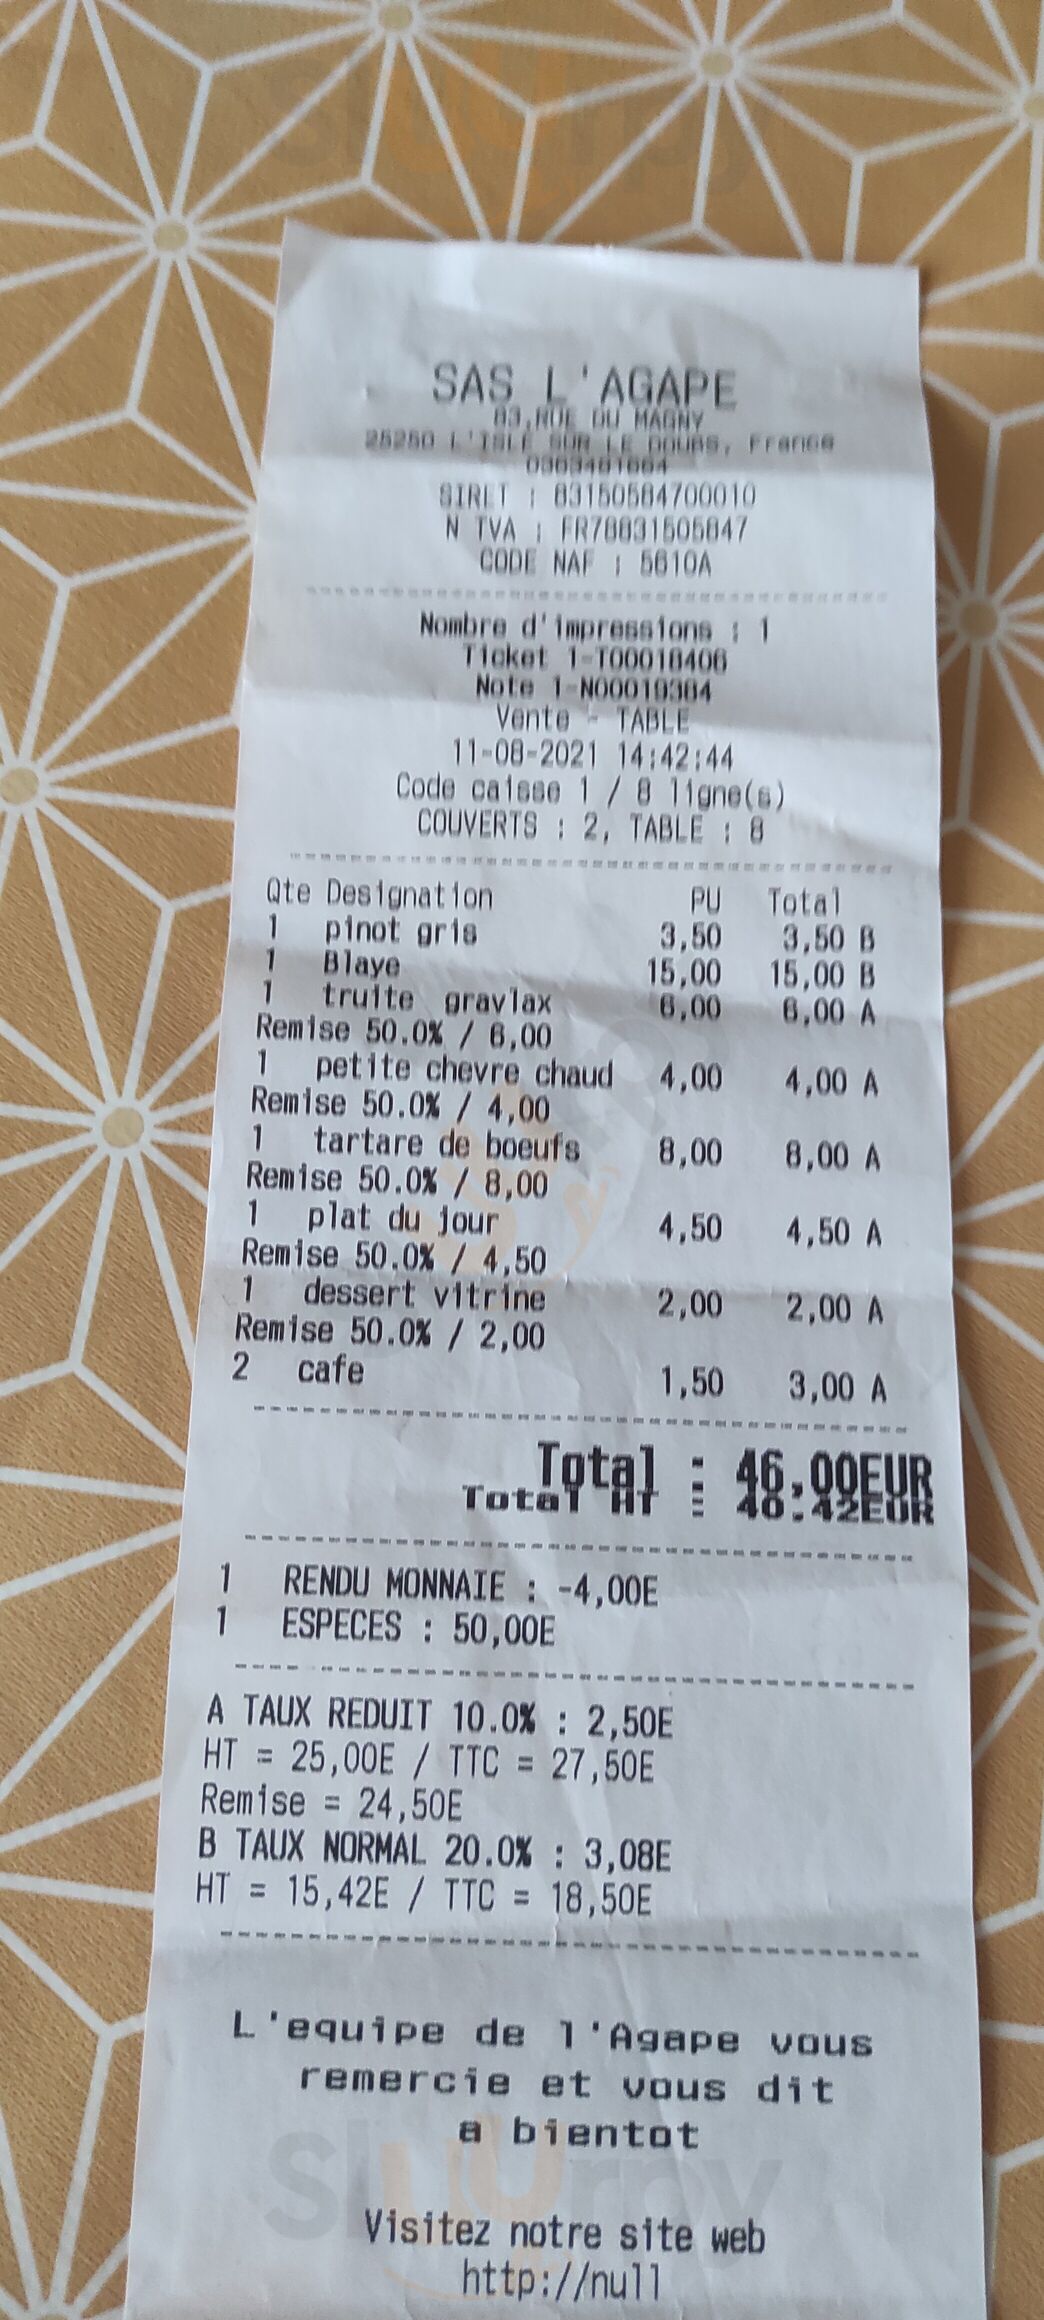 SAS L'AGAPE
83,RUE DU MAGNY
25250 L'ISLE SUR LE DOUBS, France
0363481664
SIRET : 83150584700010
N TVA : FR78831505847
CODE NAF : 5610A
Nombre d'impressions : 1
Ticket 1-T00018406
Note 1-N00019384
Vente - TABLE
11-08-2021 14:42:44
Code caisse 1 / 8 ligne(s)
COUVERTS : 2, TABLE : 8
Qte Designation PU Total
1 pinot gris 3,50 3,50 B
1 Blaye 15,00 15,00 B
1 truite gravlax 6,00 6,00 A
Remise 50.0% / 6,00
1 petite chevre chaud 4,00 4,00 A
Remise 50.0% / 4,00
1 tartare de boeufs 8,00 8,00 A
Remise 50.0% / 8,00
1 plat du jour 4,50 4,50 A
Remise 50.0% / 4,50
1 dessert vitrine 2,00 2,00 A
Remise 50.0% / 2,00
2 cafe 1,50 3,00 A
Total : 46,00EUR
Total HT : 40.42EUR
1 RENDU MONNAIE : -4,00E
1 ESPECES : 50,00E
A TAUX REDUIT 10.0% : 2,50E
HT = 25,00E / TTC = 27,50E
Remise = 24,50E
B TAUX NORMAL 20.0% : 3,08E
HT = 15,42E / TTC = 18,50E
L'equipe de l'Agape vous
remercie et vous dit
a bientot
Visitez notre site web
http://null